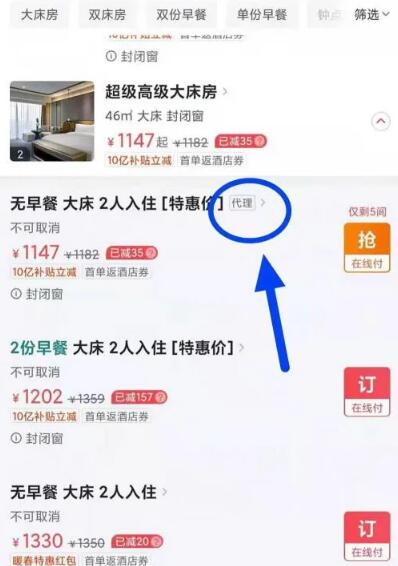 大床房 双床房 双份早餐 单份早餐 钟点 筛选
10亿补贴立减 首单返酒店券
封闭窗
超级高级大床房
46㎡ 大床 封闭窗
¥1147起 ¥1182 已减35
10亿补贴立减 首单返酒店券
2
无早餐 大床 2人入住 [特惠价] 代理
仅剩5间
不可取消
抢
¥1147 ¥1182 已减35
在线付
10亿补贴立减 首单返酒店券
封闭窗
2份早餐 大床 2人入住 [特惠价]
不可取消
订
¥1202 ¥1359 已减157
在线付
10亿补贴立减 首单返酒店券
封闭窗
无早餐 大床 2人入住
不可取消
订
¥1330 ¥1350 已减20
在线付
暖春特惠红包 首单返酒店券